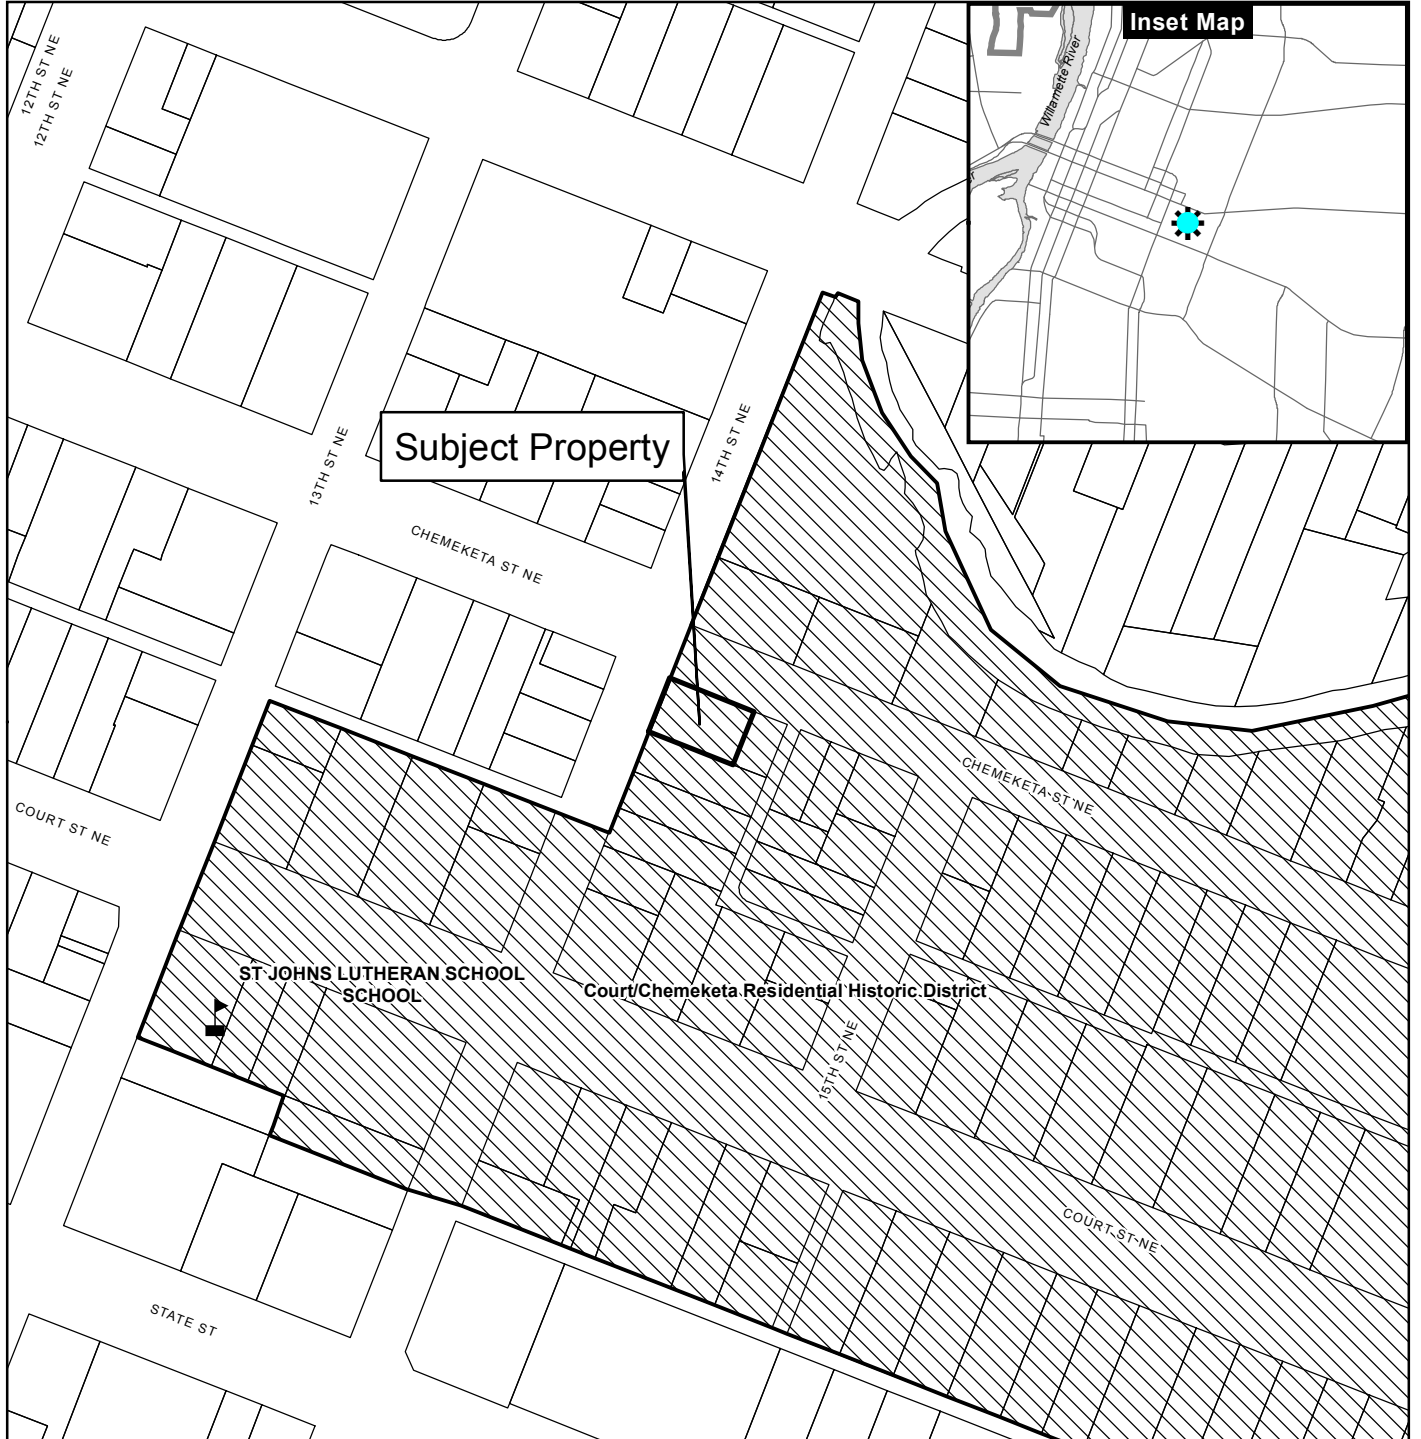 Inset Map
Willamette River
12TH ST NE
12TH ST NE
13TH ST NE
14TH ST NE
Subject Property
CHEMEKETA ST NE
CHEMEKETA ST NE
COURT ST NE
ST JOHNS LUTHERAN SCHOOL
SCHOOL
Court/Chemeketa Residential Historic District
15TH ST NE
COURT ST NE
STATE ST